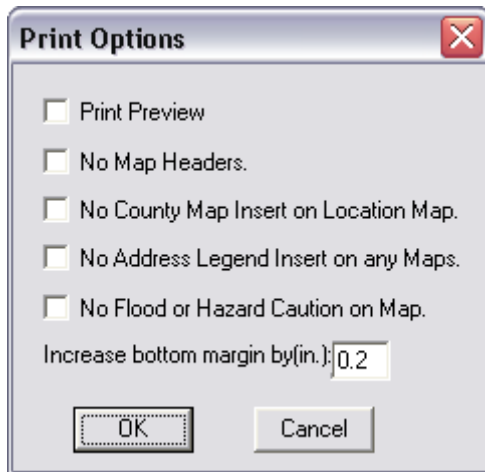 Print Options
Print Preview
No Map Headers.
No County Map Insert on Location Map.
No Address Legend Insert on any Maps.
No Flood or Hazard Caution on Map.
Increase bottom margin by(in.): 0.2
OK Cancel